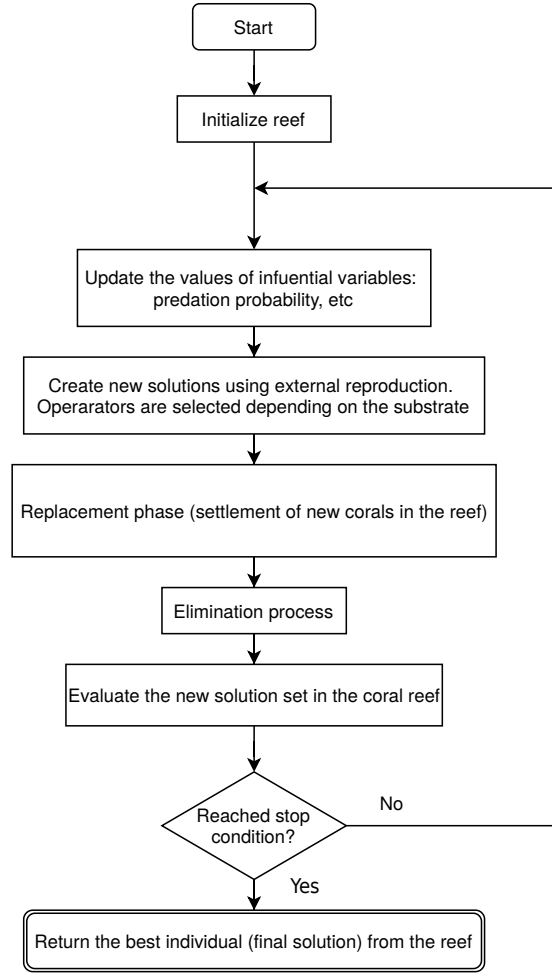 Start
Initialize reef
Update the values of infuential variables:
predation probability, etc
Create new solutions using external reproduction.
Operarators are selected depending on the substrate
Replacement phase (settlement of new corals in the reef)
Elimination process
Evaluate the new solution set in the coral reef
Reached stop
condition?
No
Yes
Return the best individual (final solution) from the reef